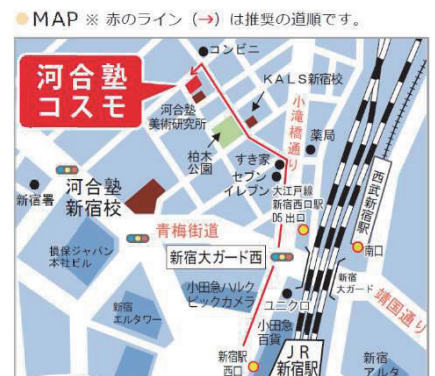 ● MAP ※ 赤のライン（→）は推奨の道順です。
コンビニ
河合塾
コスモ
KALS新宿校
河合塾
美術研究所
小滝橋通り
薬局
柏木
公園
すき家
セブン
イレブン
大江戸線
新宿西口駅
D5 出口
西武新宿駅
新宿署
河合塾
新宿校
青梅街道
南口
損保ジャパン
本社ビル
新宿大ガード西
新宿
大ガード
靖国通り
小田急ハルク
ビックカメラ
ユニクロ
新宿
エルタワー
小田急
百貨
新宿駅
西口
JR
新宿駅
新宿
アルタ